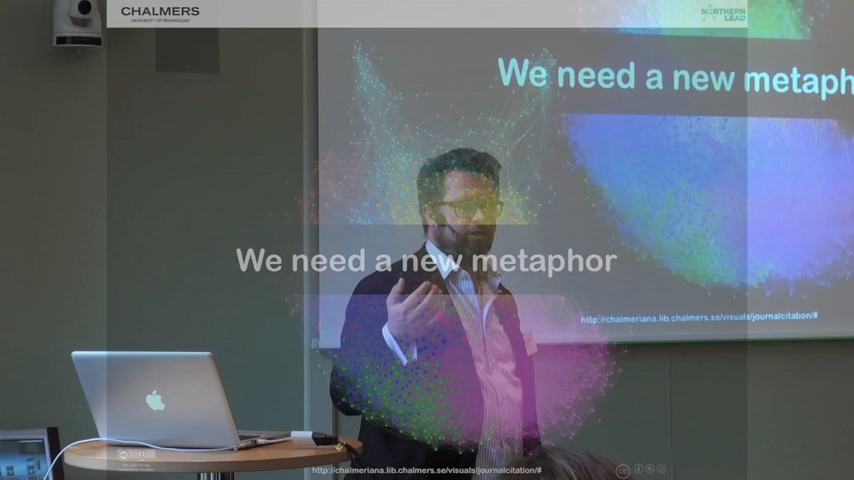 CHALMERS
UNIVERSITY OF TECHNOLOGY
NORTHERN
LEAD
We need a new metaph
We need a new metaphor
http://chalmeriana.lib.chalmers.se/visuals/journalcitation/#
http://chalmeriana.lib.chalmers.se/visuals/journalcitation/#